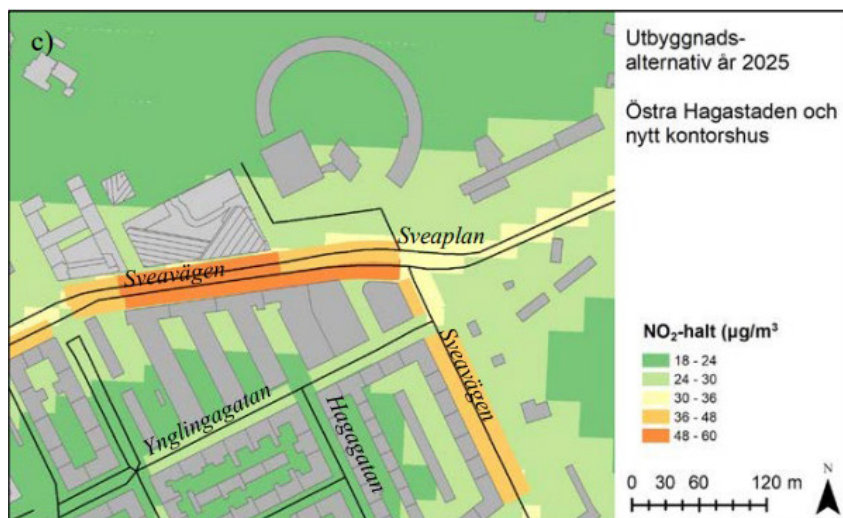 c)
Utbyggnads-
alternativ år 2025
Östra Hagastaden och
nytt kontorshus
Sveaplan
Sveavägen
Sveavägen
Ynglingagatan
Hagagatan
NO₂-halt (µg/m³
18 - 24
24 - 30
30 - 36
36 - 48
48 - 60
N
0 30 60 120 m